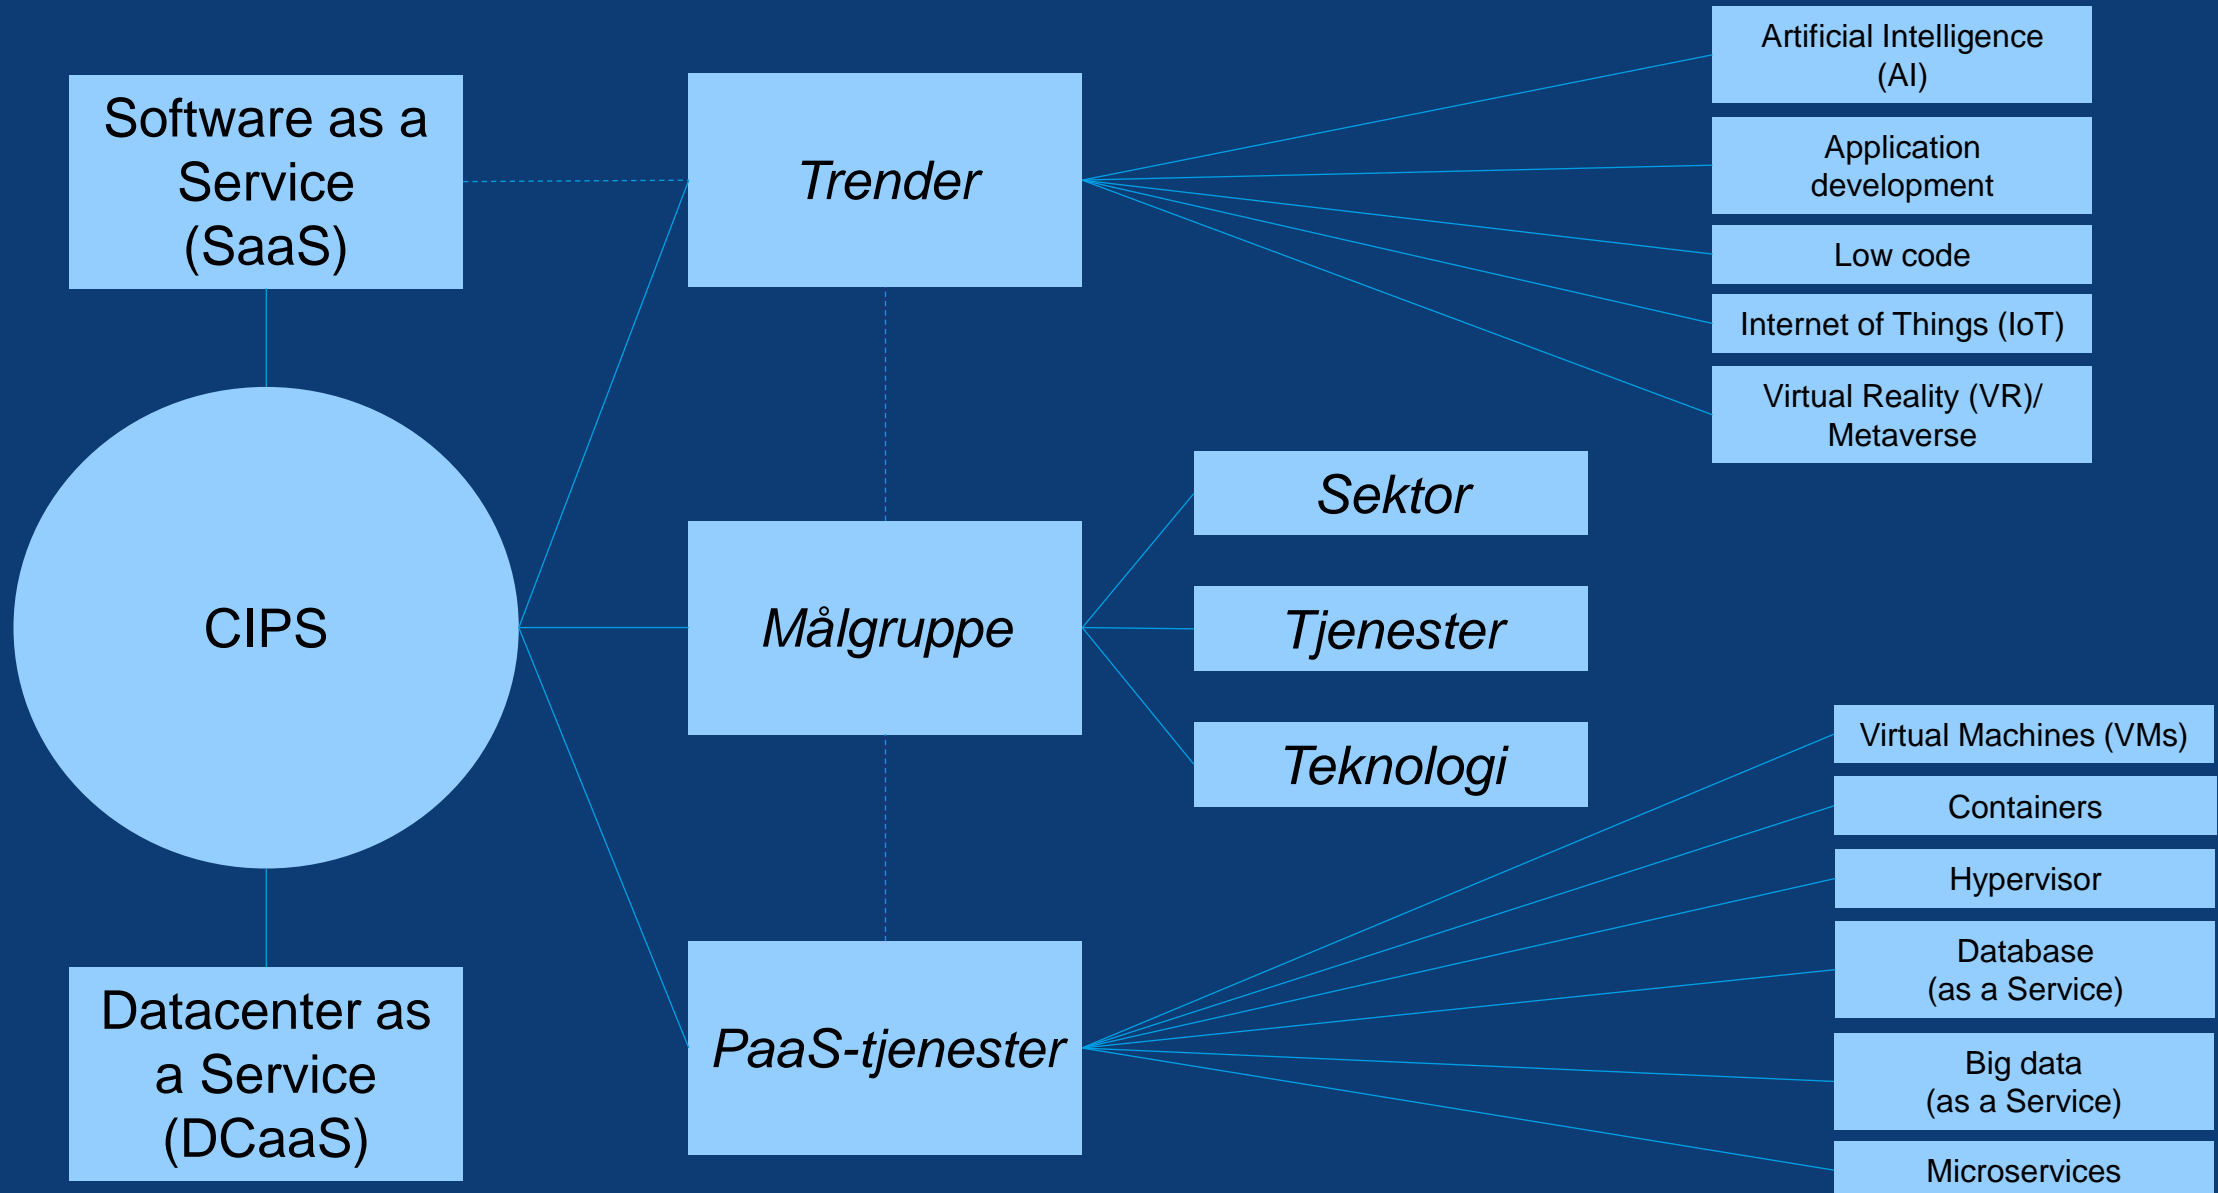 Software as a
Service
(SaaS)
CIPS
Datacenter as
a Service
(DCaaS)
Trender
Målgruppe
PaaS-tjenester
Sektor
Tjenester
Teknologi
Artificial Intelligence
(AI)
Application
development
Low code
Internet of Things (IoT)
Virtual Reality (VR)/
Metaverse
Virtual Machines (VMs)
Containers
Hypervisor
Database
(as a Service)
Big data
(as a Service)
Microservices